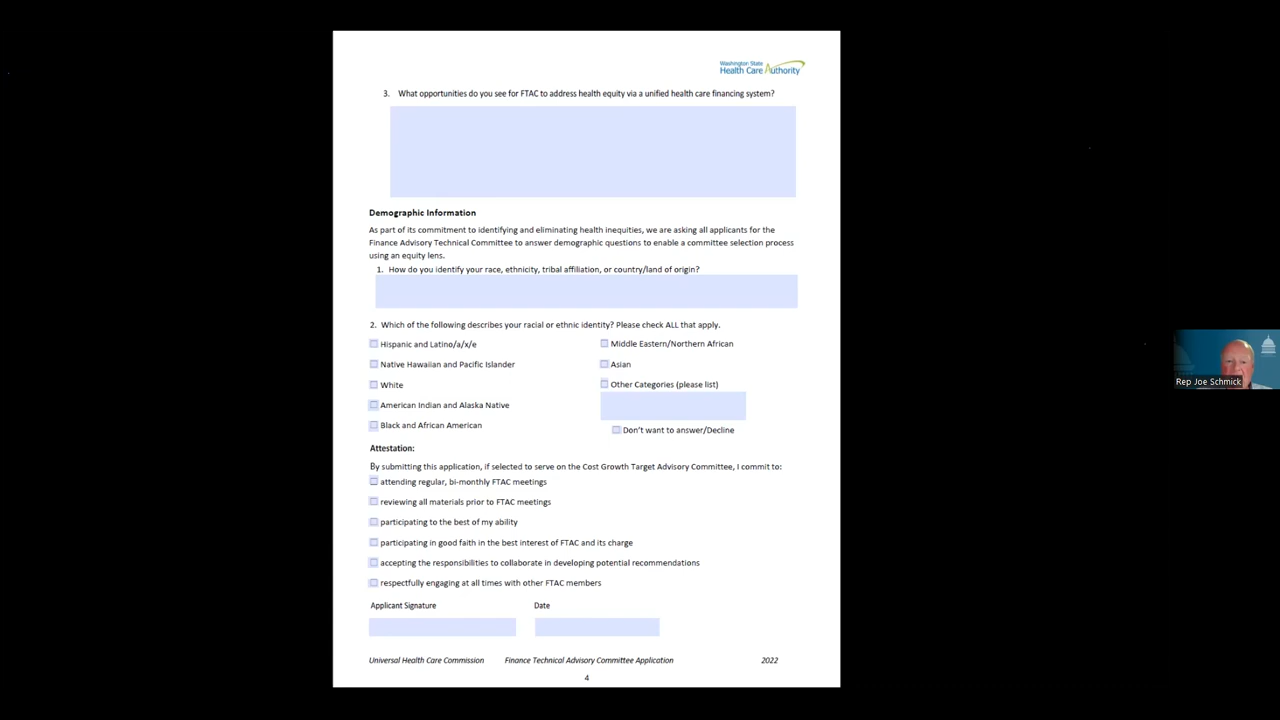 Washington State
Health Care Authority
3. What opportunities do you see for FTAC to address health equity via a unified health care financing system?
Demographic Information
As part of its commitment to identifying and eliminating health inequities, we are asking all applicants for the
Finance Advisory Technical Committee to answer demographic questions to enable a committee selection process
using an equity lens.
1. How do you identify your race, ethnicity, tribal affiliation, or country/land of origin?
2. Which of the following describes your racial or ethnic identity? Please check ALL that apply.
Hispanic and Latino/a/x/e
Native Hawaiian and Pacific Islander
White
American Indian and Alaska Native
Black and African American
Middle Eastern/Northern African
Asian
Other Categories (please list)
Don't want to answer/Decline
Attestation:
By submitting this application, if selected to serve on the Cost Growth Target Advisory Committee, I commit to:
attending regular, bi-monthly FTAC meetings
reviewing all materials prior to FTAC meetings
participating to the best of my ability
participating in good faith in the best interest of FTAC and its charge
accepting the responsibilities to collaborate in developing potential recommendations
respectfully engaging at all times with other FTAC members
Applicant Signature Date
Universal Health Care Commission Finance Technical Advisory Committee Application 2022
4
Rep Joe Schmick